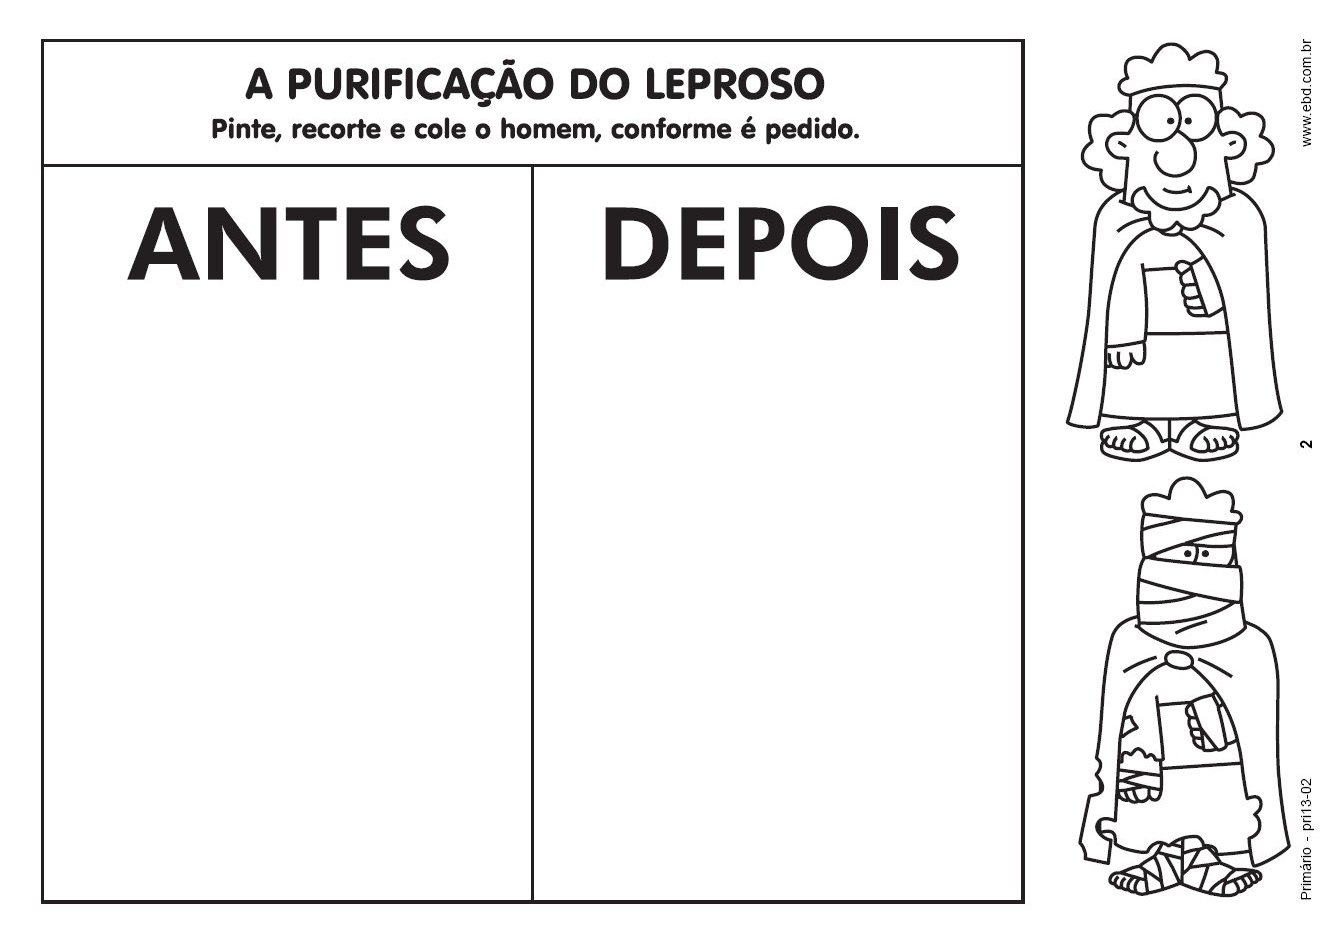 A PURIFICAÇÃO DO LEPROSO
Pinte, recorte e cole o homem, conforme é pedido.
ANTES
DEPOIS
www.ebd.com.br
2
Primário - pri13-02